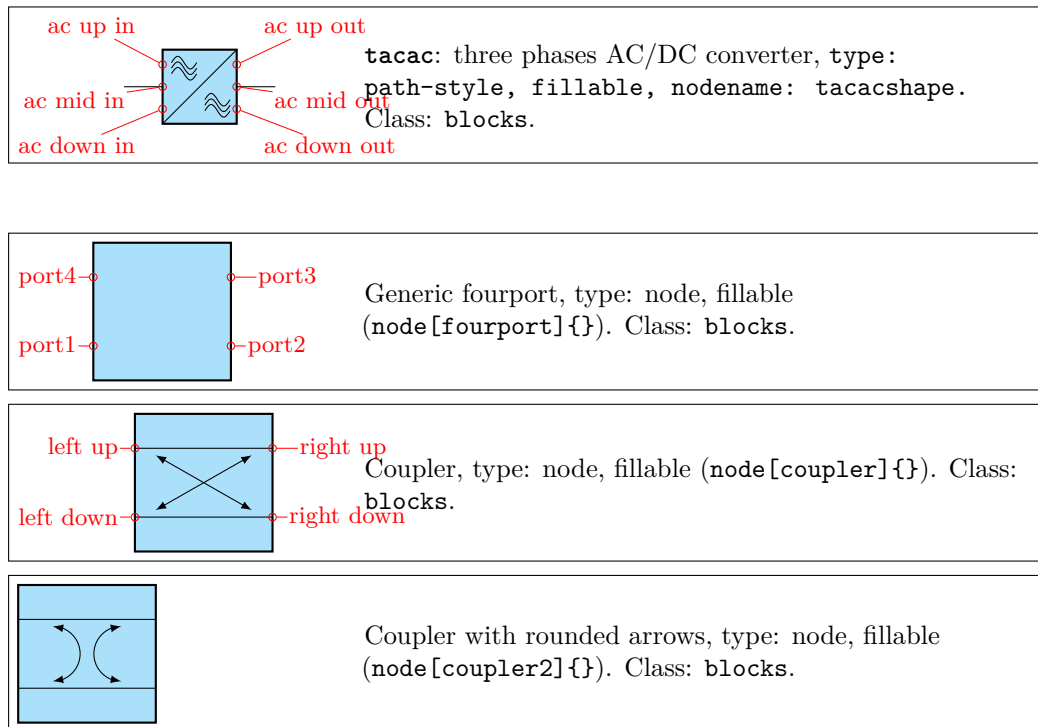 ac up in
ac up out
ac mid in
ac mid out
ac down in
ac down out
tacac: three phases AC/DC converter, type:
path-style, fillable, nodename: tacacshape.
Class: blocks.
port4
port3
port1
port2
Generic fourport, type: node, fillable
(node[fourport]{}). Class: blocks.
left up
right up
left down
right down
Coupler, type: node, fillable (node[coupler]{}). Class:
blocks.
Coupler with rounded arrows, type: node, fillable
(node[coupler2]{}). Class: blocks.